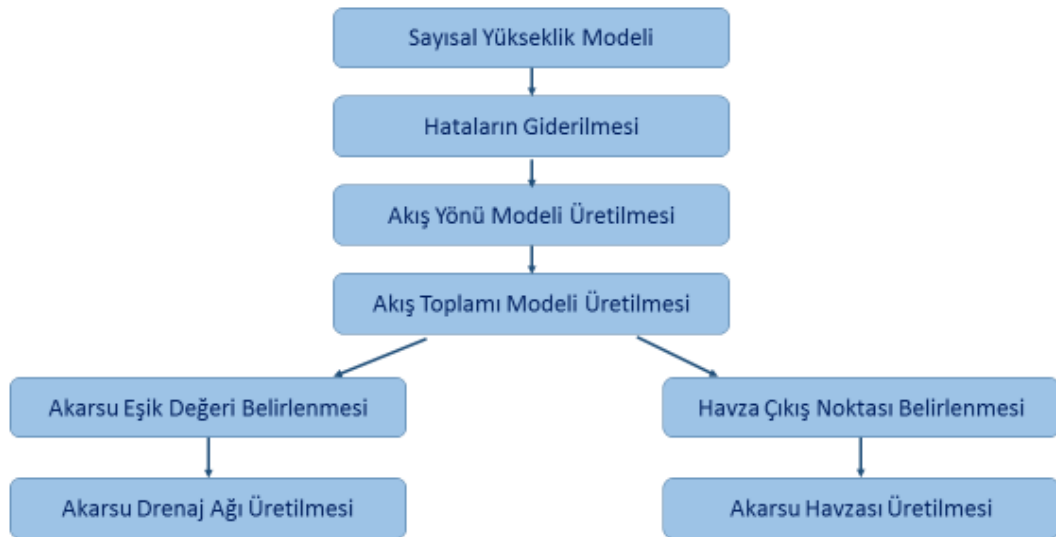 Sayısal Yükseklik Modeli
Hataların Giderilmesi
Akış Yönü Modeli Üretilmesi
Akış Toplamı Modeli Üretilmesi
Akarsu Eşik Değeri Belirlenmesi
Havza Çıkış Noktası Belirlenmesi
Akarsu Drenaj Ağı Üretilmesi
Akarsu Havzası Üretilmesi